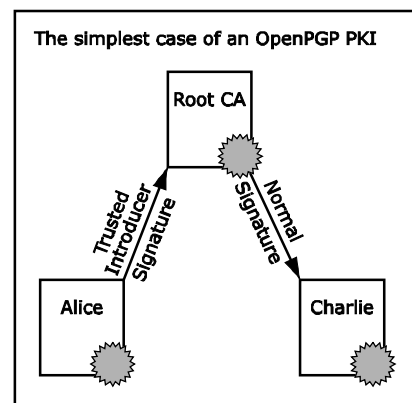 The simplest case of an OpenPGP PKI
Root CA
Trusted
Introducer
Signature
Normal
Signature
Alice
Charlie